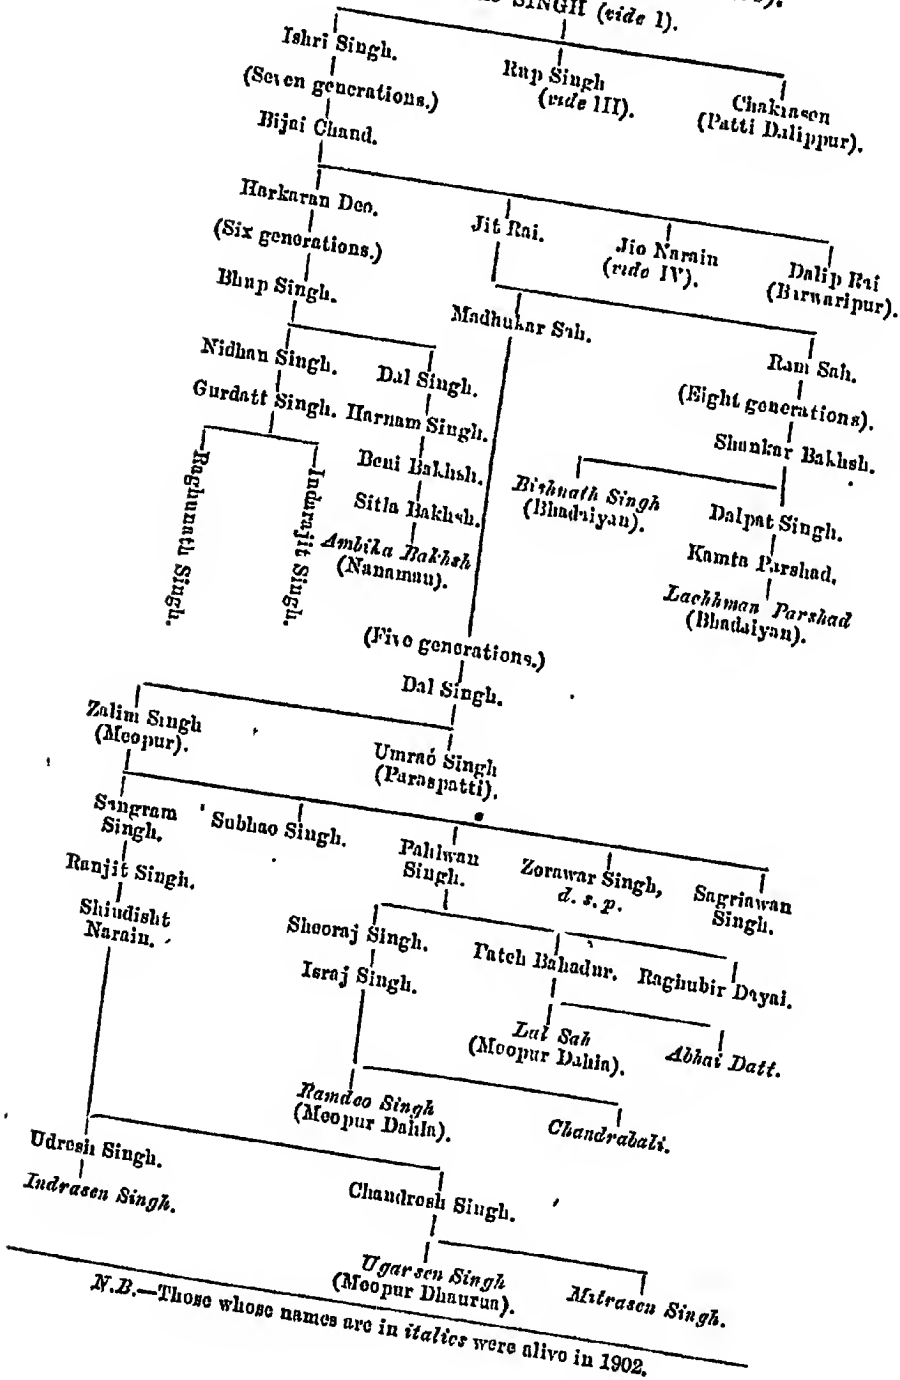 SINGH (vide I).
Ishri Singh.
Rup Singh
(vide III).
Chakrasen
(Patti Dalippur).
(Seven generations.)
Bijai Chand.
Harkaran Deo.
Jit Rai.
Jio Narain
(vide IV).
Dalip Rai
(Barwaripur).
(Six generations.)
Bhup Singh.
Madhukar Sah.
Ram Sah.
Nidhan Singh.
Dal Singh.
(Eight generations).
Gurdatt Singh.
Harnam Singh.
Shankar Bakhsh.
Raghunath Singh.
Indarajit Singh.
Beni Bakhsh.
Sitla Bakhsh.
Ambika Bakhsh
(Nanamau).
Bishnath Singh
(Bhadaiyan).
Dalpat Singh.
Kamta Parshad.
Lachhman Parshad
(Bhadaiyan).
(Five generations.)
Dal Singh.
Zalim Singh
(Meopur).
Umrao Singh
(Paraspatti).
Sangram
Singh.
Subhao Singh.
Pahlwan
Singh.
Zorawar Singh,
d. s. p.
Sagriawan
Singh.
Ranjit Singh.
Shiudisht
Narain.
Sheoraj Singh.
Fateh Bahadur.
Raghubir Dayal.
Israj Singh.
Lal Sah
(Meopur Dahla).
Abhai Datt.
Ramdeo Singh
(Meopur Dahla).
Chandrabali.
Udresh Singh.
Chandresh Singh.
Indrasen Singh.
Ugarsen Singh
(Meopur Dhaurua).
Mitrasen Singh.
N.B.—Those whose names are in italics were alive in 1902.